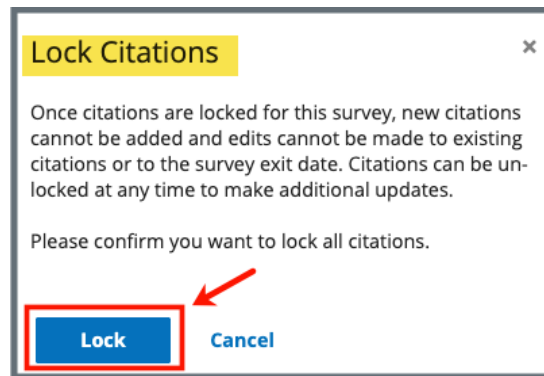 Lock Citations
×
Once citations are locked for this survey, new citations
cannot be added and edits cannot be made to existing
citations or to the survey exit date. Citations can be un-
locked at any time to make additional updates.
Please confirm you want to lock all citations.
Lock
Cancel